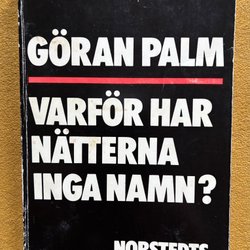 GÖRAN PALM
VARFÖR HAR
NÄTTERNA
INGA NAMN?
NORSTEDTS